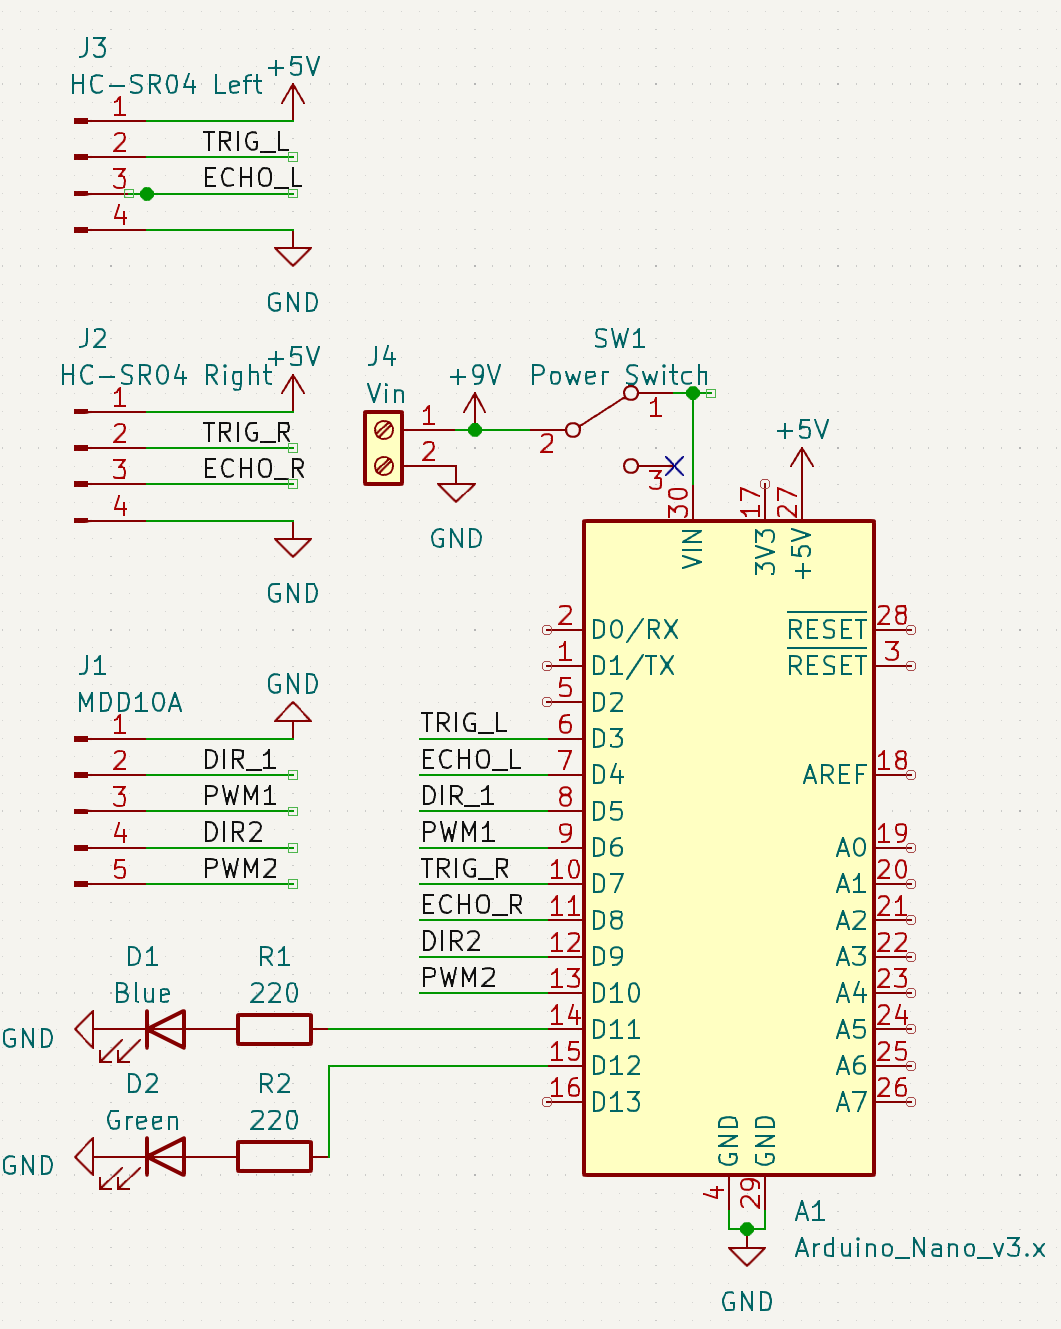 J3
HC-SR04 Left
+5V
1
2 TRIG_L
3 ECHO_L
4
GND
J2
HC-SR04 Right
+5V
1
2 TRIG_R
3 ECHO_R
4
GND
J4
Vin
1
2
+9V
GND
SW1
Power Switch
1
2
3
+5V
30 17 27
VIN 3V3 +5V
J1
MDD10A
GND
1
2 DIR_1
3 PWM1
4 DIR2
5 PWM2
2 D0/RX
1 D1/TX
5 D2
TRIG_L 6 D3
ECHO_L 7 D4
DIR_1 8 D5
PWM1 9 D6
TRIG_R 10 D7
ECHO_R 11 D8
DIR2 12 D9
PWM2 13 D10
14 D11
15 D12
16 D13
RESET 28
RESET 3
AREF 18
A0 19
A1 20
A2 21
A3 22
A4 23
A5 24
A6 25
A7 26
D1
Blue
R1
220
GND
D2
Green
R2
220
GND
GND GND
4 29
A1
Arduino_Nano_v3.x
GND